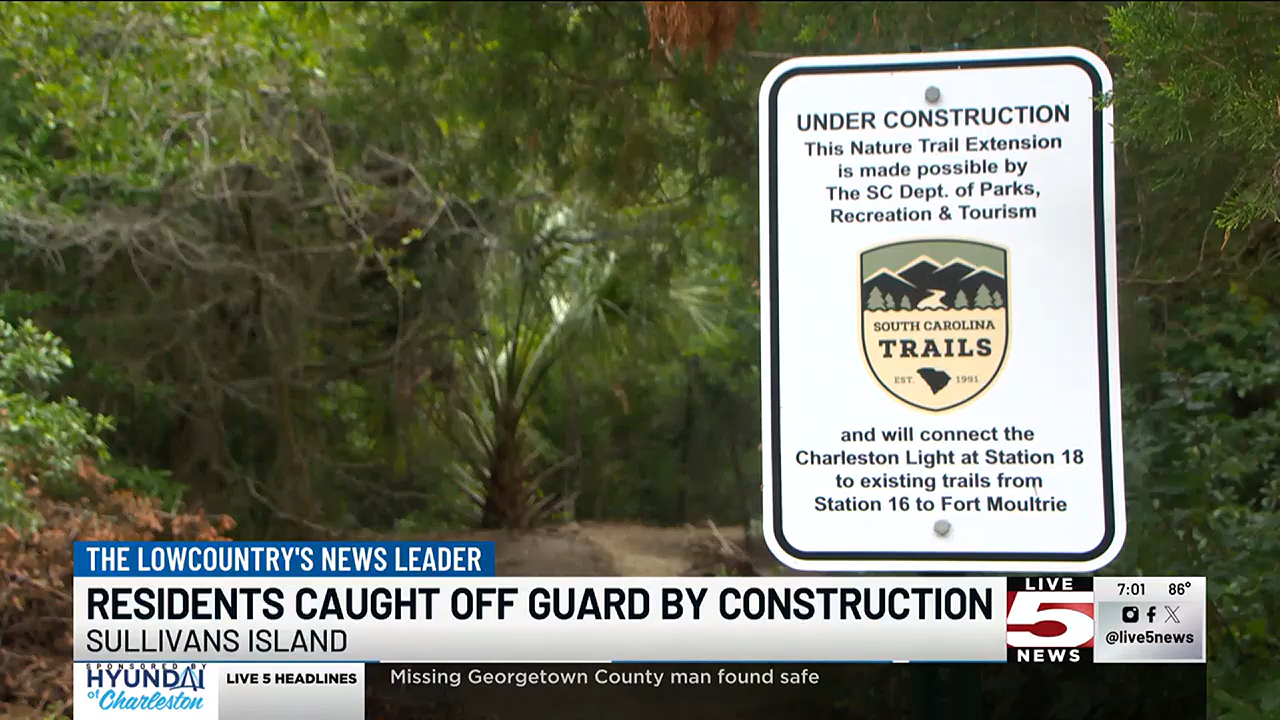 UNDER CONSTRUCTION
This Nature Trail Extension
is made possible by
The SC Dept. of Parks,
Recreation & Tourism
SOUTH CAROLINA
TRAILS
EST. 1991
and will connect the
Charleston Light at Station 18
to existing trails from
Station 16 to Fort Moultrie
THE LOWCOUNTRY'S NEWS LEADER
RESIDENTS CAUGHT OFF GUARD BY CONSTRUCTION
SULLIVANS ISLAND
LIVE
5
NEWS
7:01 86°
@live5news
SPONSORED BY
HYUNDAI
of Charleston
LIVE 5 HEADLINES
Missing Georgetown County man found safe